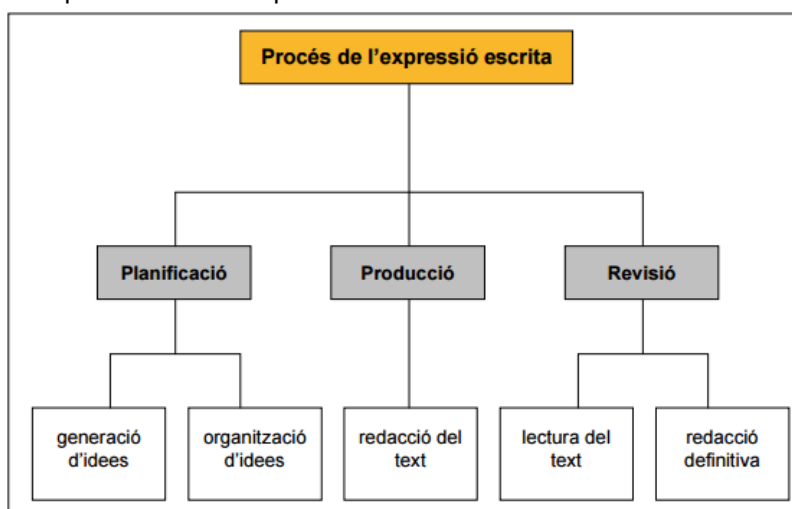 Procés de l'expressió escrita
Planificació
Producció
Revisió
generació
d'idees
organització
d'idees
redacció del
text
lectura del
text
redacció
definitiva